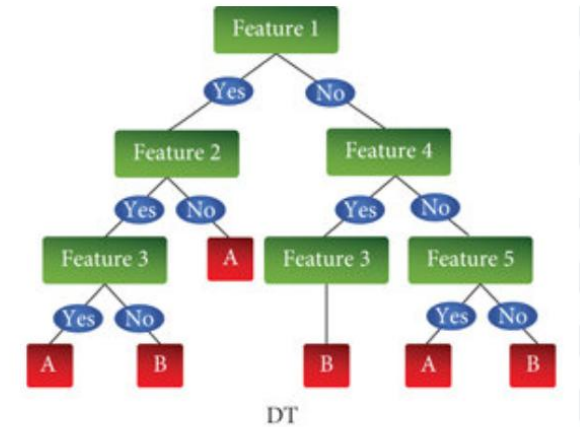 Feature 1
Yes
No
Feature 2
Feature 4
Yes
No
Yes
No
Feature 3
A
Feature 3
Feature 5
Yes
No
Yes
No
A
B
B
A
B
DT